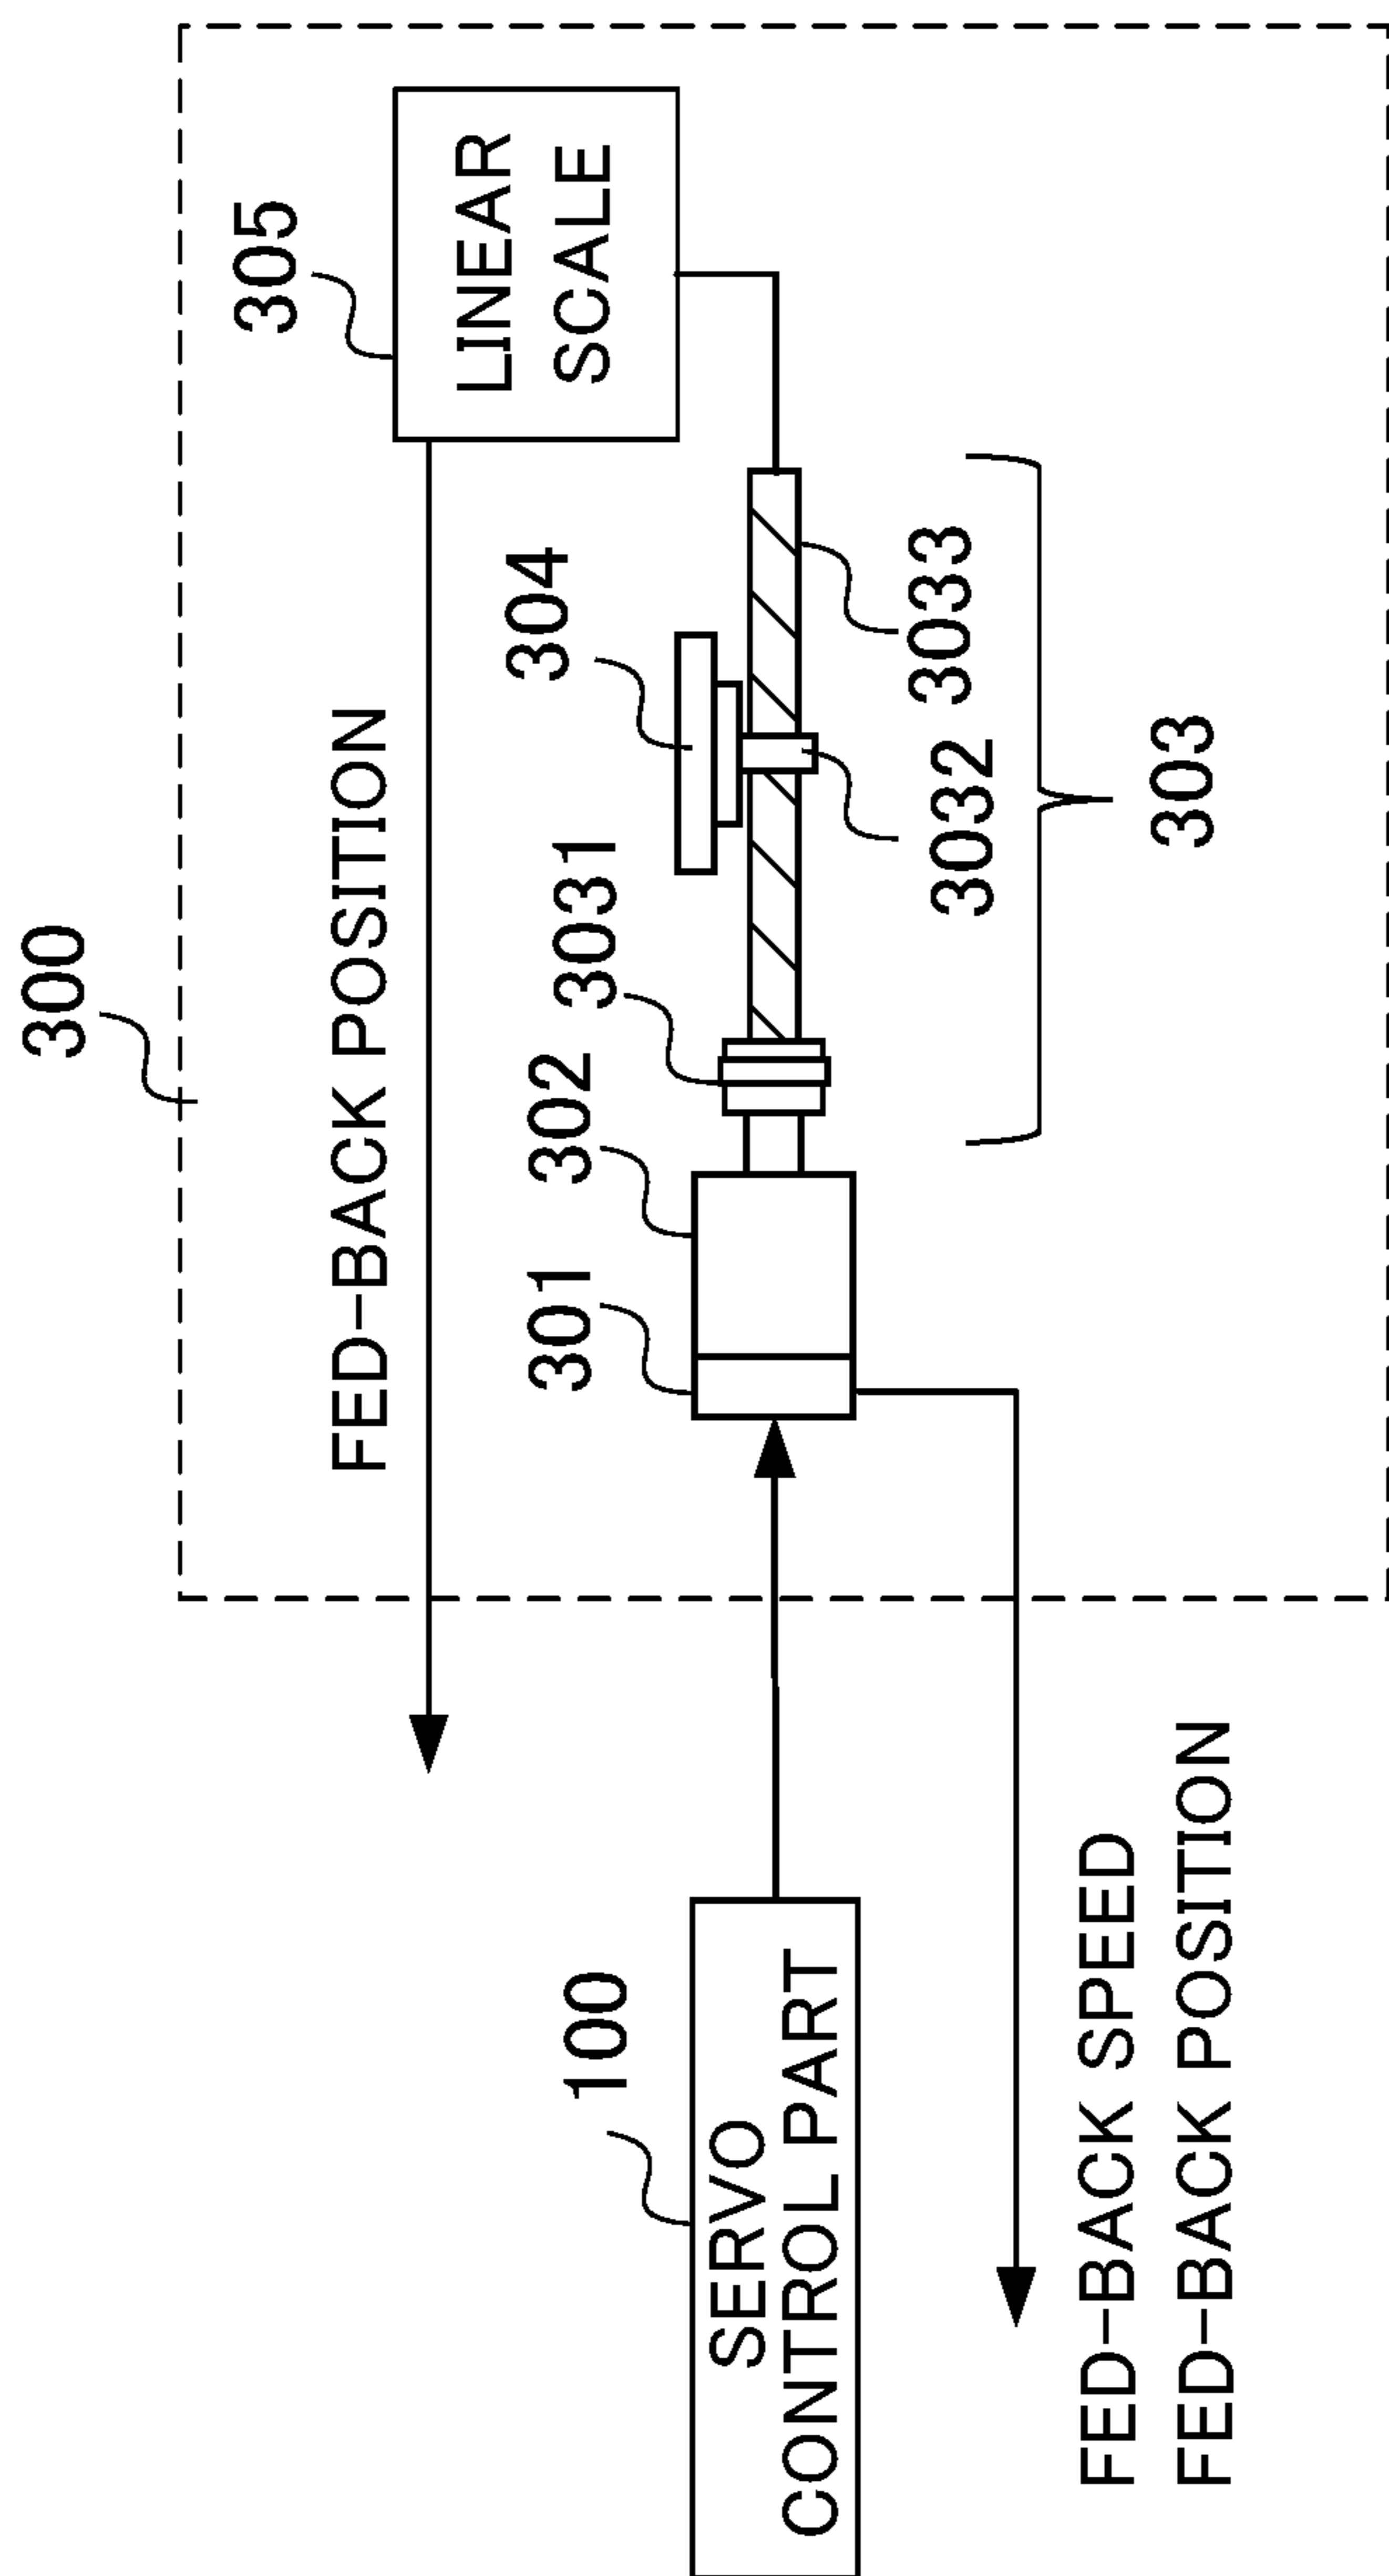 300
305
LINEAR
SCALE
FED-BACK POSITION
304
301
302
3031
3032
3033
303
100
SERVO
CONTROL PART
FED-BACK SPEED
FED-BACK POSITION